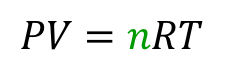 PV = nRT